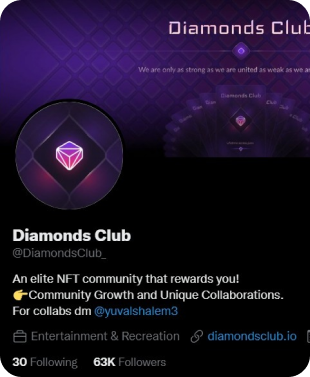 Diamonds Club
We are only as strong as we are united as weak as we are
Diamonds Club
Diamonds Club
@DiamondsClub_
An elite NFT community that rewards you!
👉Community Growth and Unique Collaborations.
For collabs dm @yuvalshalem3
Entertainment & Recreation diamondsclub.io
30 Following 63K Followers